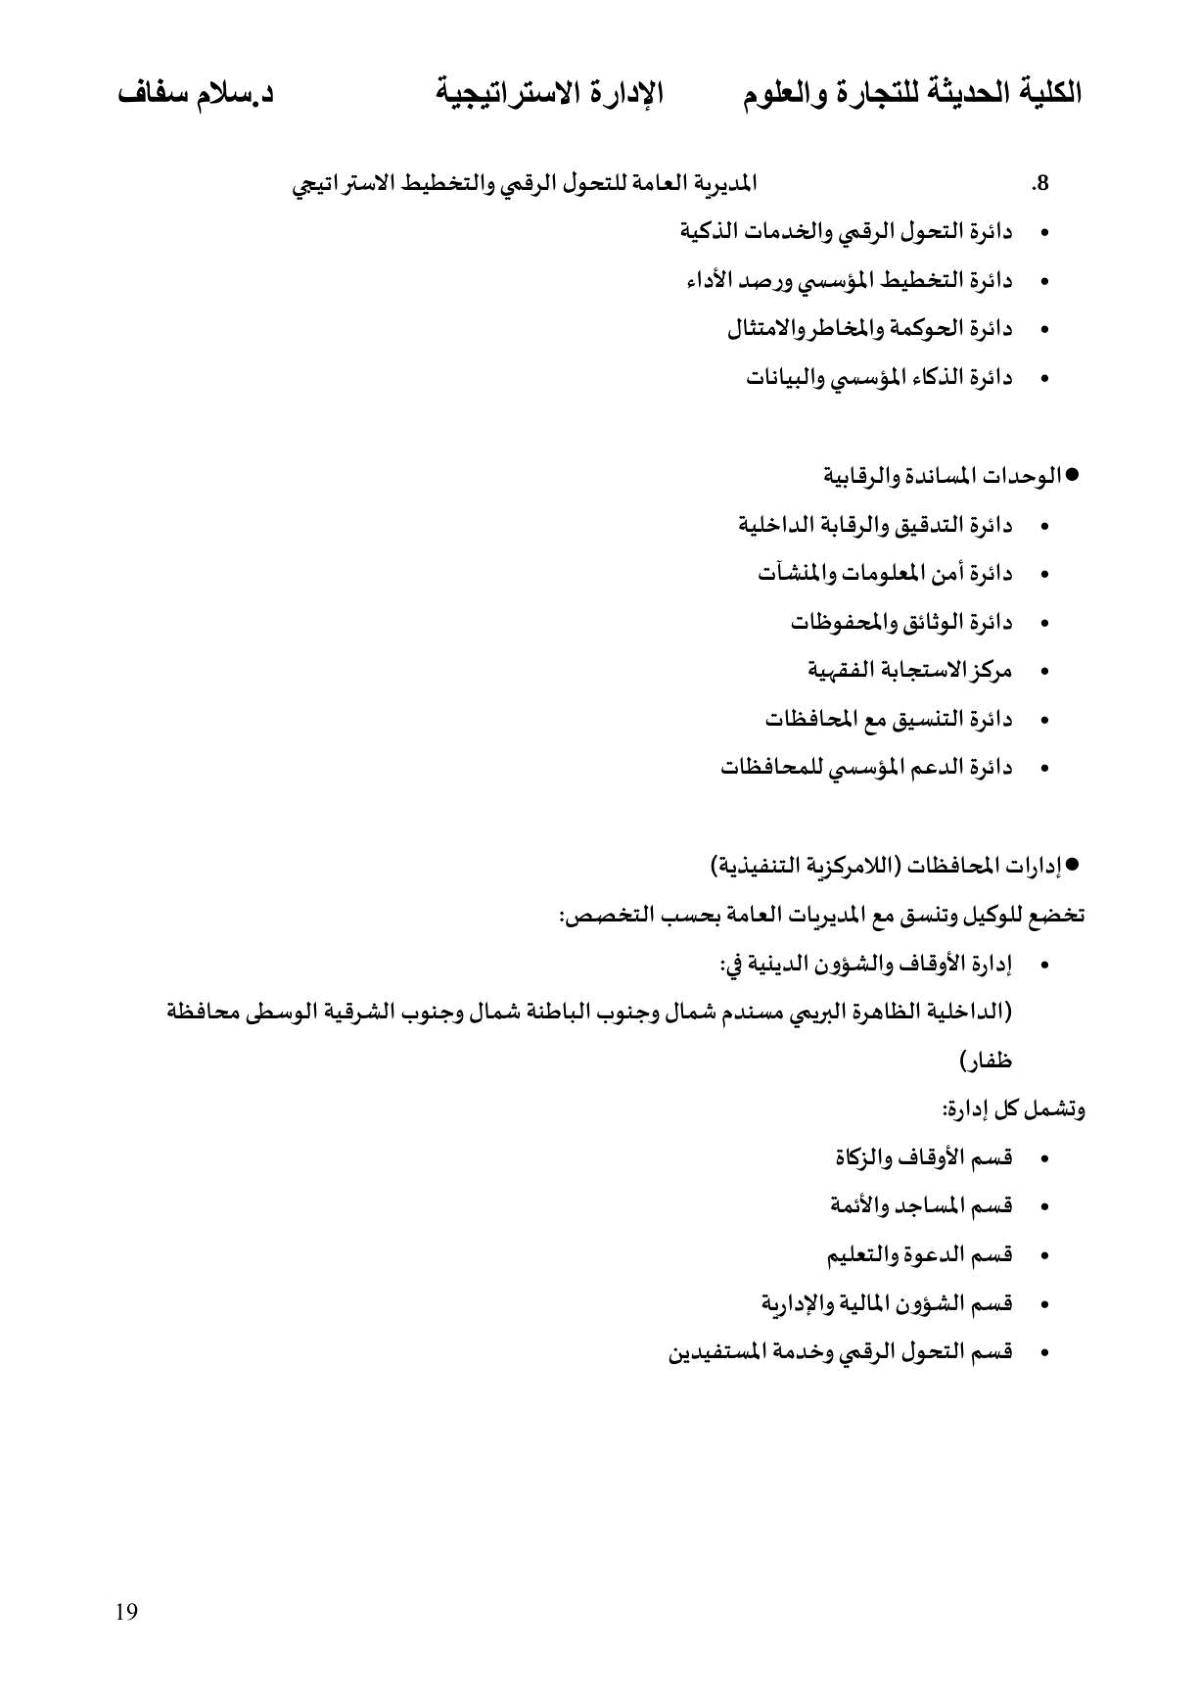 الكلية الحديثة للتجارة والعلوم الإدارة الاستراتيجية د.سلام سفاف
8. المديرية العامة للتحول الرقمي والتخطيط الاستراتيجي
• دائرة التحول الرقمي والخدمات الذكية
• دائرة التخطيط المؤسسي ورصد الأداء
• دائرة الحوكمة والمخاطر والامتثال
• دائرة الذكاء المؤسسي والبيانات
●الوحدات المساندة والرقابية
• دائرة التدقيق والرقابة الداخلية
• دائرة أمن المعلومات والمنشآت
• دائرة الوثائق والمحفوظات
• مركز الاستجابة الفقهية
• دائرة التنسيق مع المحافظات
• دائرة الدعم المؤسسي للمحافظات
●إدارات المحافظات (اللامركزية التنفيذية)
تخضع للوكيل وتنسق مع المديريات العامة بحسب التخصص:
• إدارة الأوقاف والشؤون الدينية في:
(الداخلية الظاهرة البريمي مسندم شمال وجنوب الباطنة شمال وجنوب الشرقية الوسطى محافظة
ظفار)
وتشمل كل إدارة:
• قسم الأوقاف والزكاة
• قسم المساجد والأئمة
• قسم الدعوة والتعليم
• قسم الشؤون المالية والإدارية
• قسم التحول الرقمي وخدمة المستفيدين
19